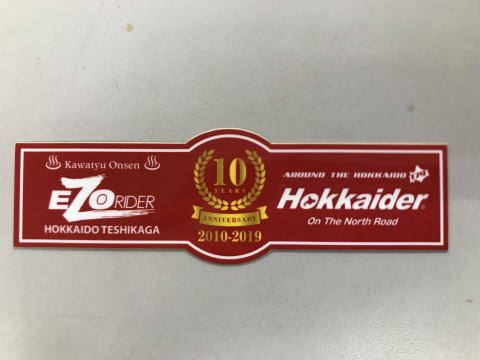 Kawatyu Onsen
EZORIDER
HOKKAIDO TESHIKAGA
10
YEARS
ANNIVERSARY
2010-2019
AROUND THE HOKKAIDO
Hokkaider®
On The North Road